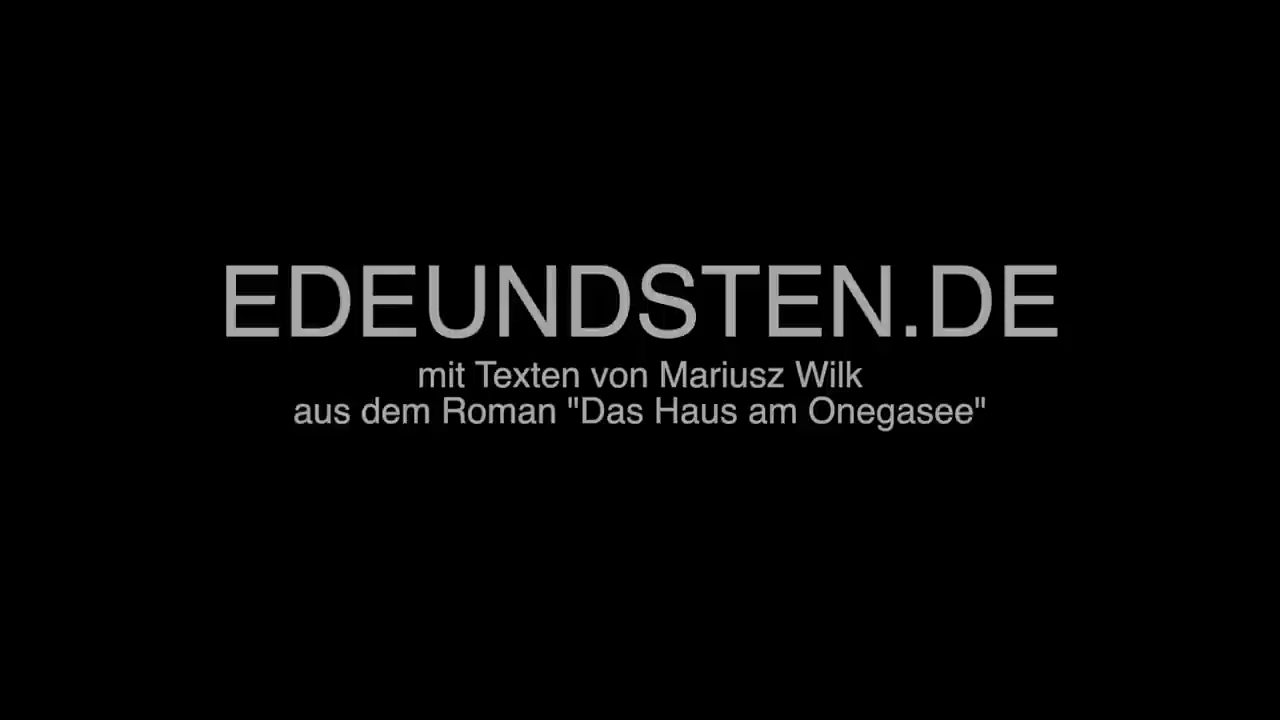 EDEUNDSTEN.DE
mit Texten von Mariusz Wilk
aus dem Roman "Das Haus am Onegasee"